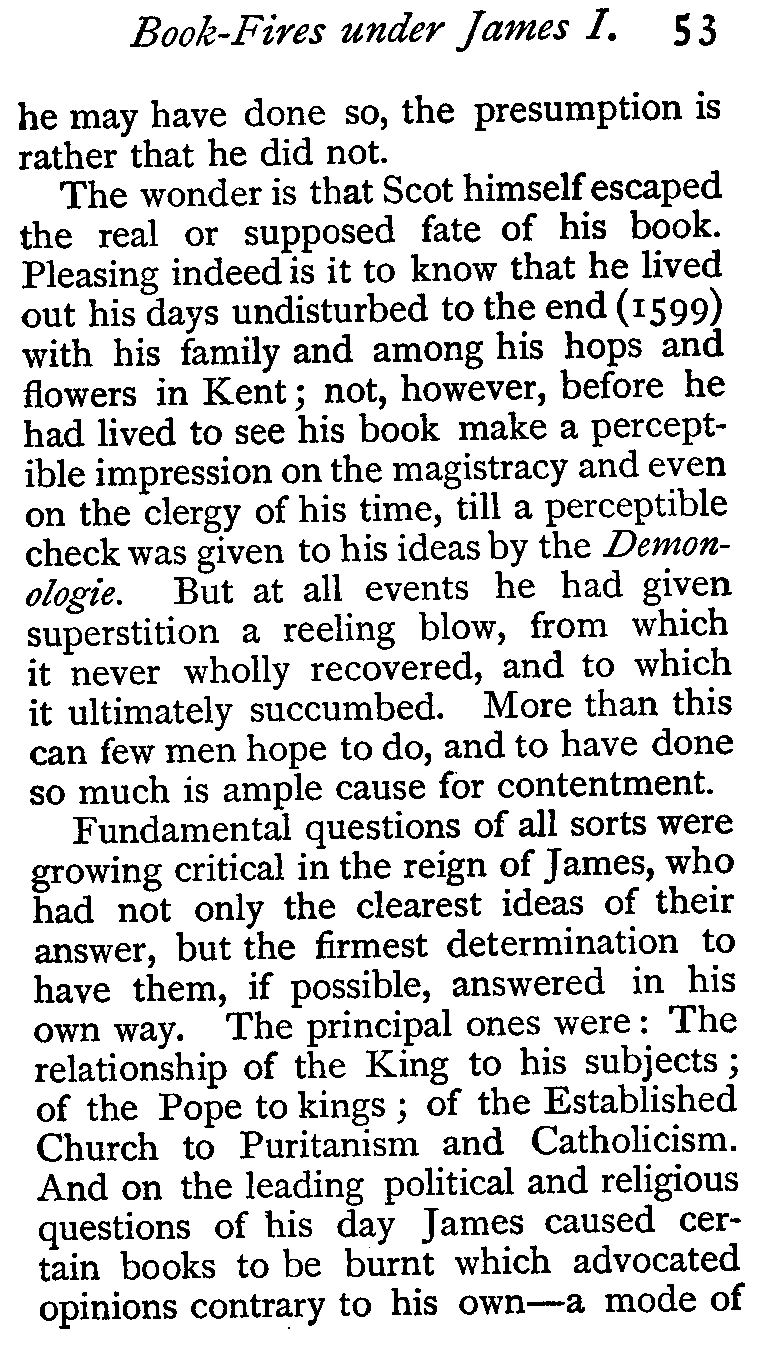 Book-Fires under James I. 53
he may have done so, the presumption is
rather that he did not.
The wonder is that Scot himself escaped
the real or supposed fate of his book.
Pleasing indeed is it to know that he lived
out his days undisturbed to the end (1599)
with his family and among his hops and
flowers in Kent; not, however, before he
had lived to see his book make a percept-
ible impression on the magistracy and even
on the clergy of his time, till a perceptible
check was given to his ideas by the Demon-
ologie. But at all events he had given
superstition a reeling blow, from which
it never wholly recovered, and to which
it ultimately succumbed. More than this
can few men hope to do, and to have done
so much is ample cause for contentment.
Fundamental questions of all sorts were
growing critical in the reign of James, who
had not only the clearest ideas of their
answer, but the firmest determination to
have them, if possible, answered in his
own way. The principal ones were: The
relationship of the King to his subjects;
of the Pope to kings; of the Established
Church to Puritanism and Catholicism.
And on the leading political and religious
questions of his day James caused cer-
tain books to be burnt which advocated
opinions contrary to his own—a mode of